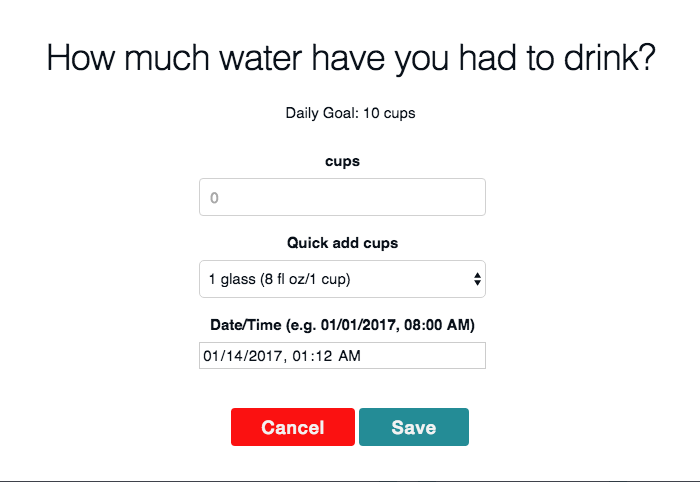 How much water have you had to drink?
Daily Goal: 10 cups
cups
0
Quick add cups
1 glass (8 fl oz/1 cup)
Date/Time (e.g. 01/01/2017, 08:00 AM)
01/14/2017, 01:12 AM
Cancel Save